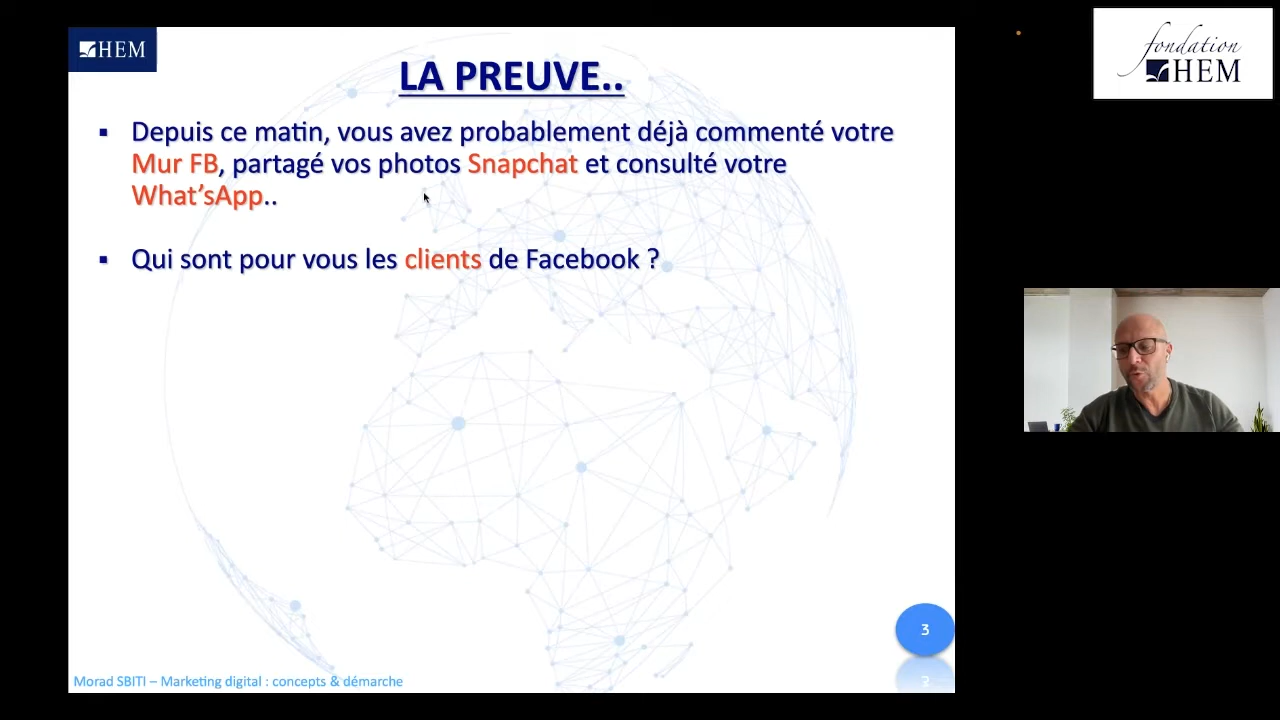 HEM
LA PREUVE..
Depuis ce matin, vous avez probablement déjà commenté votre
Mur FB, partagé vos photos Snapchat et consulté votre
What'sApp..
Qui sont pour vous les clients de Facebook ?
3
Morad SBITI – Marketing digital : concepts & démarche
fondation
HEM